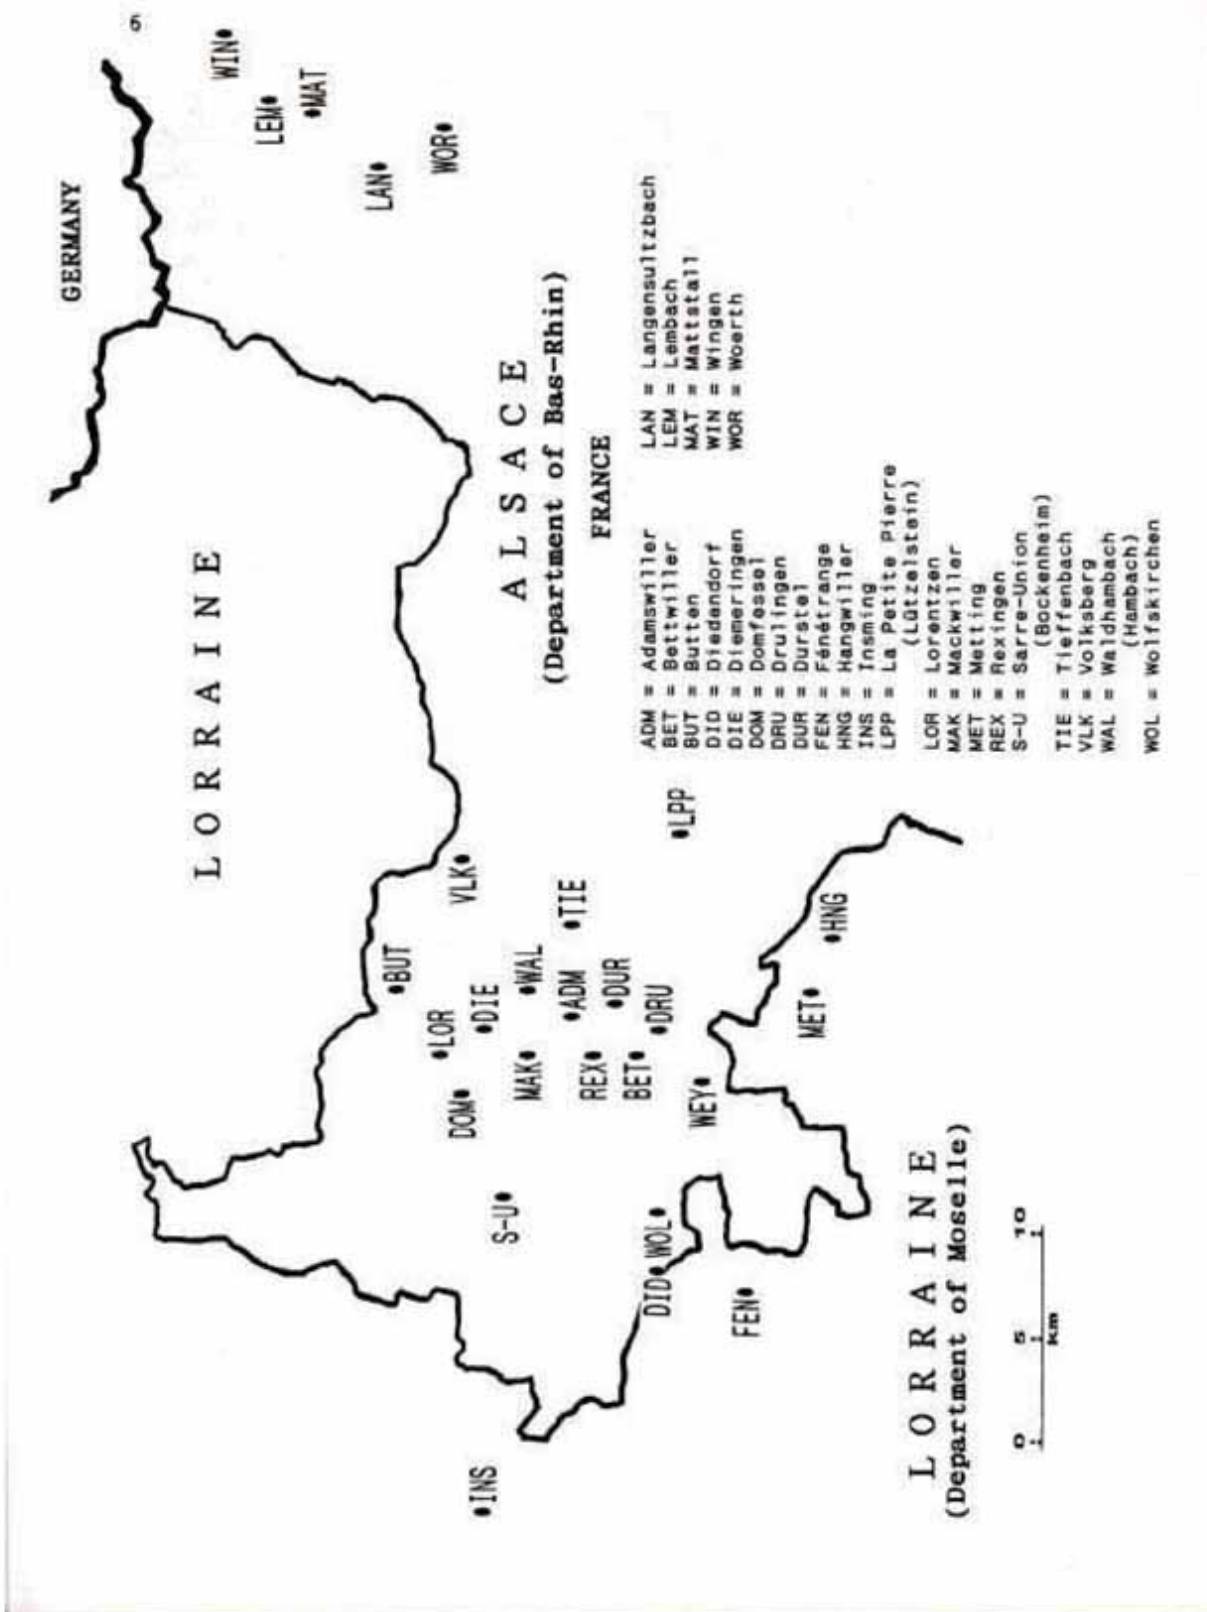 6
GERMANY
WIN
LEM
MAT
LAN
WOR
LORRAINE
ALSACE
(Department of Bas-Rhin)
FRANCE
BUT
VLK
LOR
DIE
DOM
WAL
MAK
TIE
ADM
S-U
REX
DUR
BET
DRU
LPP
WEY
INS
DID
WOL
FEN
MET
HNG
LORRAINE
(Department of Moselle)
0 5 10
km
ADM = Adamswiller
BET = Bettwiller
BUT = Butten
DID = Diedendorf
DIE = Diemeringen
DOM = Domfessel
DRU = Drulingen
DUR = Durstel
FEN = Fénétrange
HNG = Hangwiller
INS = Insming
LPP = La Petite Pierre
(Lützelstein)
LOR = Lorentzen
MAK = Mackwiller
MET = Metting
REX = Rexingen
S-U = Sarre-Union
(Bockenheim)
TIE = Tieffenbach
VLK = Volksberg
WAL = Waldhambach
(Hambach)
WOL = Wolfskirchen
LAN = Langensultzbach
LEM = Lembach
MAT = Mattstall
WIN = Wingen
WOR = Woerth